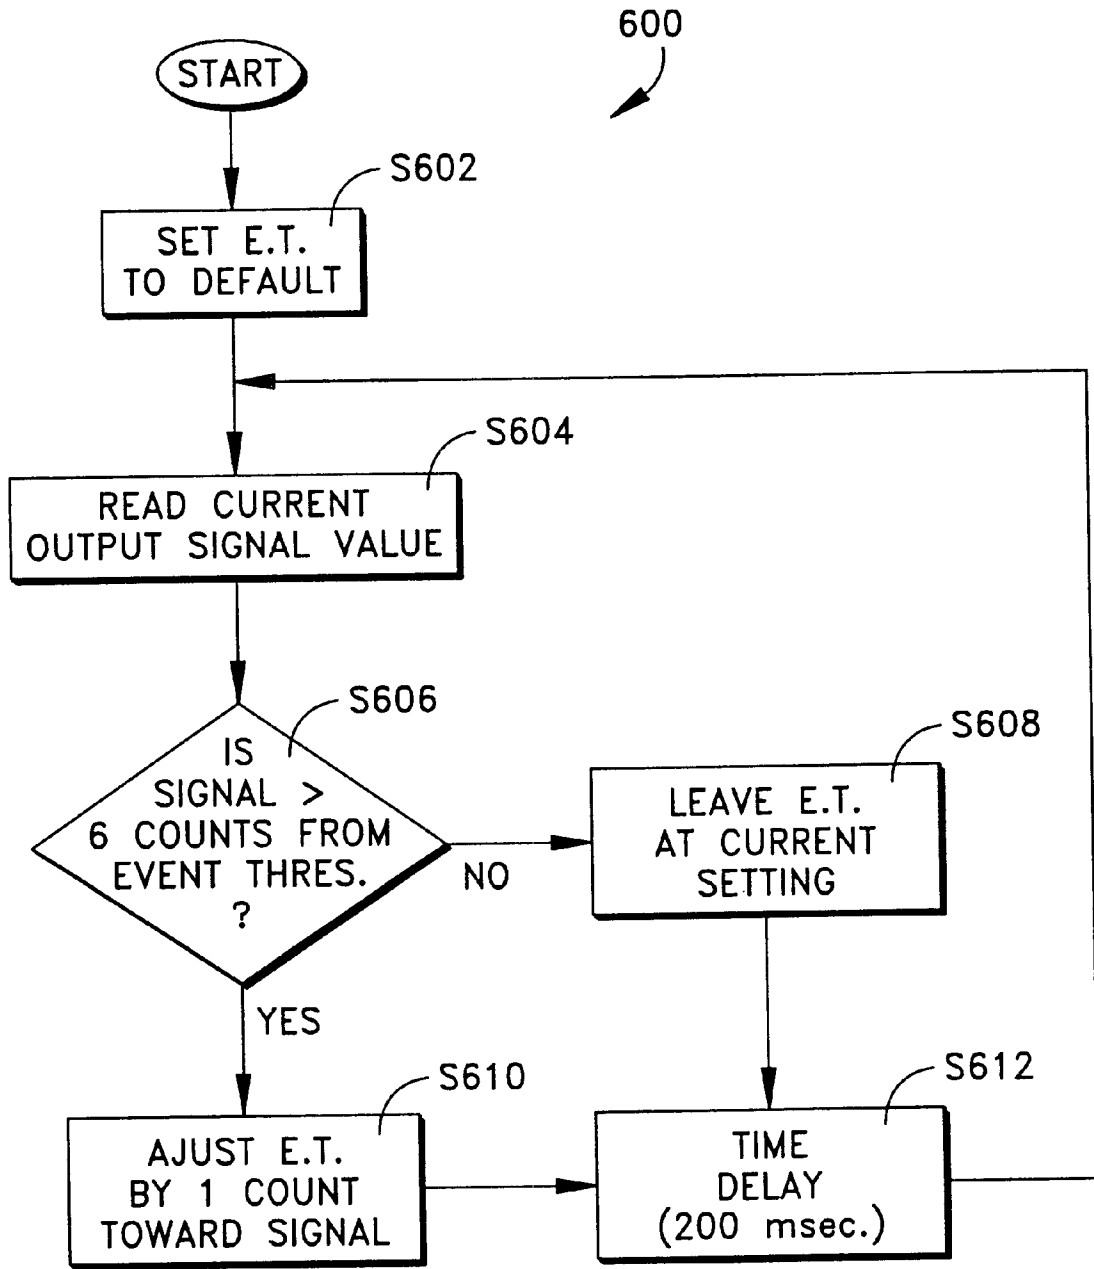 600
START
S602
SET E.T.
TO DEFAULT
S604
READ CURRENT
OUTPUT SIGNAL VALUE
S606
IS
SIGNAL >
6 COUNTS FROM
EVENT THRES.
?
NO
YES
S608
LEAVE E.T.
AT CURRENT
SETTING
S610
AJUST E.T.
BY 1 COUNT
TOWARD SIGNAL
S612
TIME
DELAY
(200 msec.)